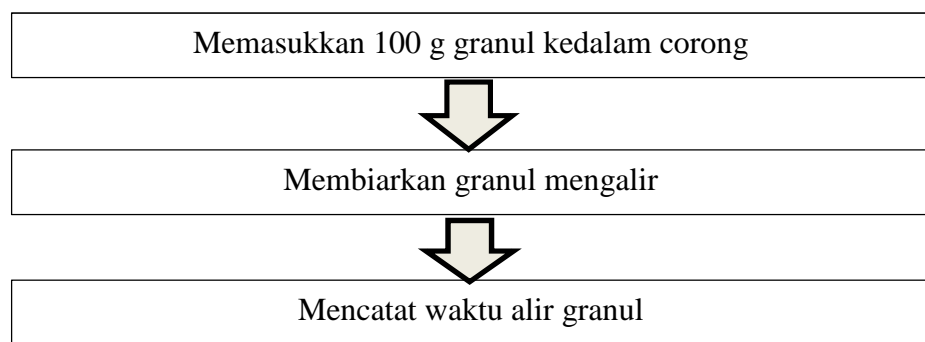 Memasukkan 100 g granul kedalam corong
Membiarkan granul mengalir
Mencatat waktu alir granul